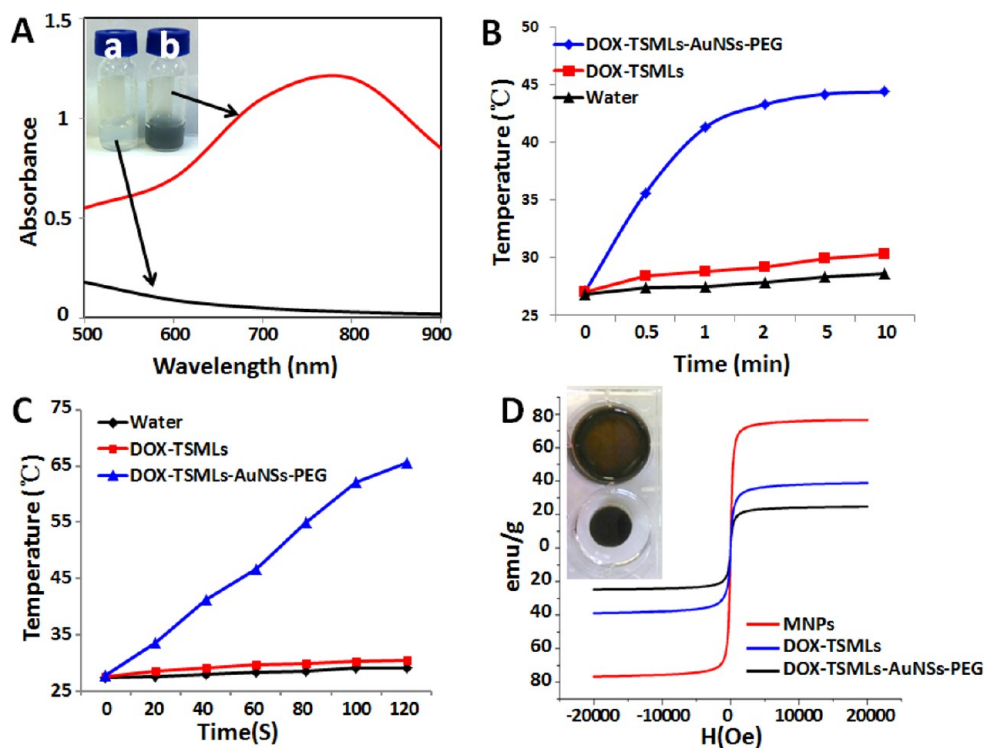 A
a b
1.5
1
0.5
0
Absorbance
500 600 700 800 900
Wavelength (nm)
B
DOX-TSMLs-AuNSs-PEG
DOX-TSMLs
Water
50
45
40
35
30
25
Temperature (℃)
0 0.5 1 2 5 10
Time (min)
C
Water
DOX-TSMLs
DOX-TSMLs-AuNSs-PEG
75
65
55
45
35
25
Temperature (℃)
0 20 40 60 80 100 120
Time(S)
D
80
60
40
20
0
20
40
60
80
emu/g
MNPs
DOX-TSMLs
DOX-TSMLs-AuNSs-PEG
-20000 -10000 0 10000 20000
H(Oe)